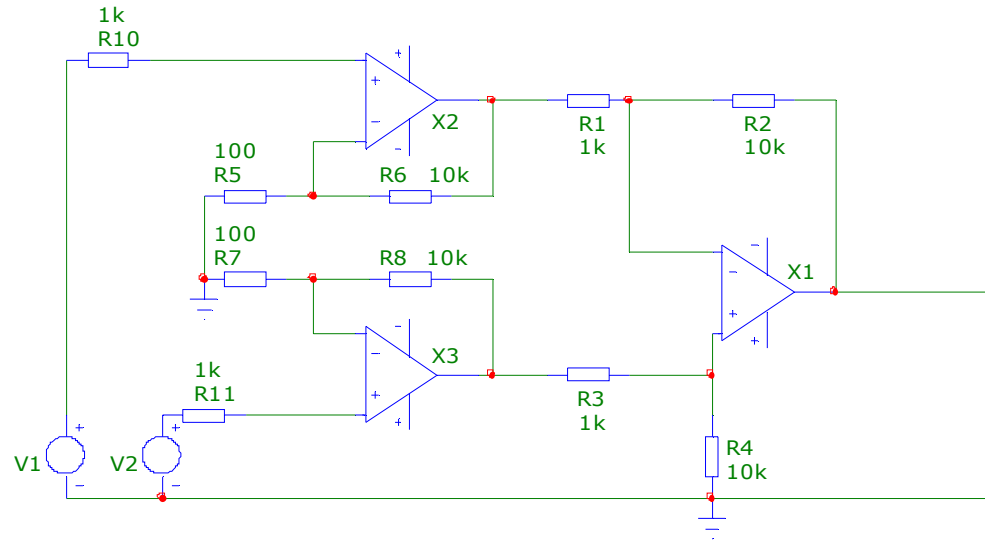 1k
R10
+
+
−
−
X2
R1
1k
R2
10k
100
R5
R6 10k
100
R7
R8 10k
−
−
+
+
X1
−
−
+
+
X3
1k
R11
R3
1k
V1
+
−
V2
+
−
R4
10k